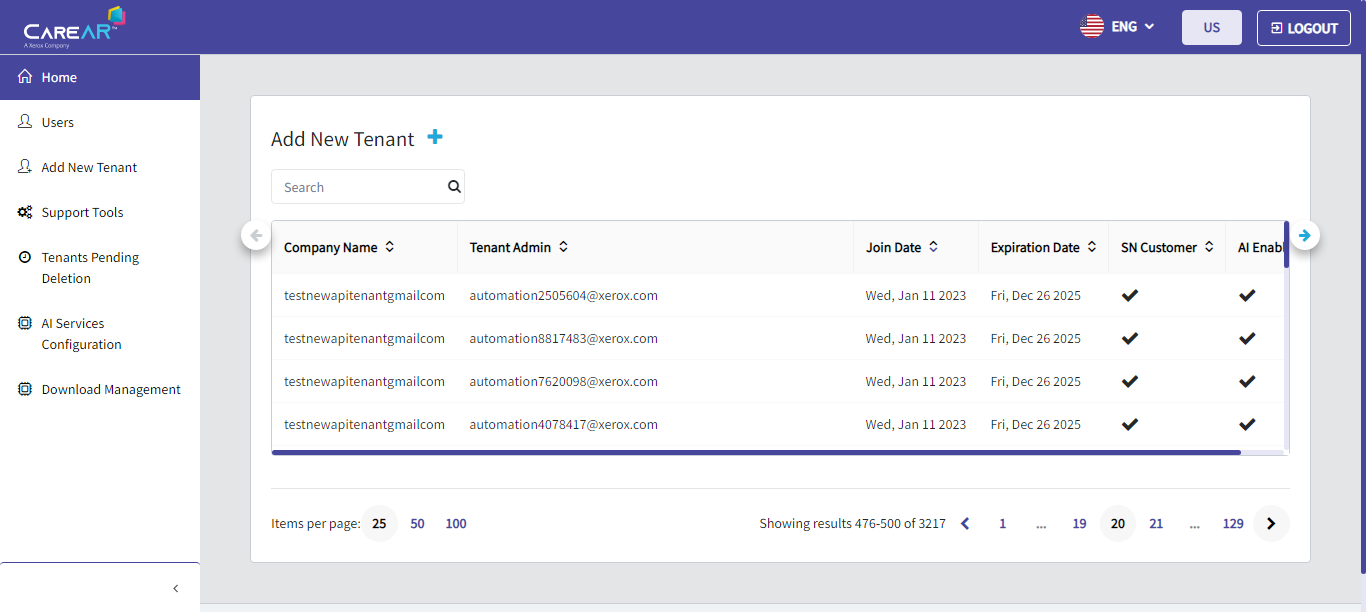 CAREAR™
A Xerox Company
ENG
US
LOGOUT
Home
Users
Add New Tenant
Support Tools
Tenants Pending
Deletion
AI Services
Configuration
Download Management
Add New Tenant
Search
Company Name Tenant Admin Join Date Expiration Date SN Customer AI Enabl
testnewapitenantgmailcom automation2505604@xerox.com Wed, Jan 11 2023 Fri, Dec 26 2025
testnewapitenantgmailcom automation8817483@xerox.com Wed, Jan 11 2023 Fri, Dec 26 2025
testnewapitenantgmailcom automation7620098@xerox.com Wed, Jan 11 2023 Fri, Dec 26 2025
testnewapitenantgmailcom automation4078417@xerox.com Wed, Jan 11 2023 Fri, Dec 26 2025
Items per page: 25 50 100
Showing results 476-500 of 3217 1 ... 19 20 21 ... 129